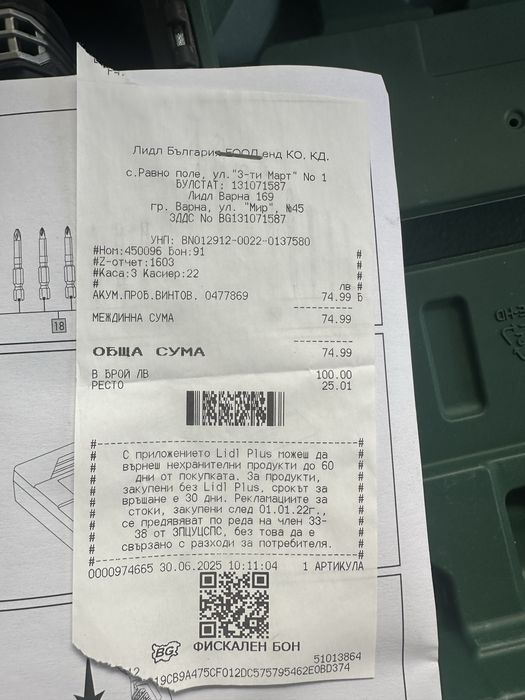 Лидл България ЕООД енд КО. КД.
с.Равно поле, ул."3-ти Март" No 1
БУЛСТАТ: 131071587
Лидл Варна 169
гр. Варна, ул. "Мир", №45
ЗДДС No BG131071587
УНП: BN012912-0022-0137580
#Ном:450096 Бон:91 #
#Z-отчет:1603 #
#Каса:3 Касиер:22 #
# лв #
АКУМ.ПРОБ.ВИНТОВ. 0477869 74.99 Б
МЕЖДИННА СУМА 74.99
ОБЩА СУМА 74.99
В БРОЙ ЛВ 100.00
РЕСТО 25.01
18
#--------------------------------------#
# С приложението Lidl Plus можеш да #
# върнеш нехранителни продукти до 60 #
# дни от покупката. За продукти, #
# закупени без Lidl Plus, срокът за #
# връщане е 30 дни. Рекламациите за #
# стоки, закупени след 01.01.22г., #
# се предявяват по реда на член 33- #
# 38 от ЗПЦУЦСПС, без това да е #
# свързано с разходи за потребителя. #
#--------------------------------------#
0000974665 30.06.2025 10:11:04 1 АРТИКУЛА
BG ФИСКАЛЕН БОН
51013864
19CB9A475CF012DC575795462E0BD374
12